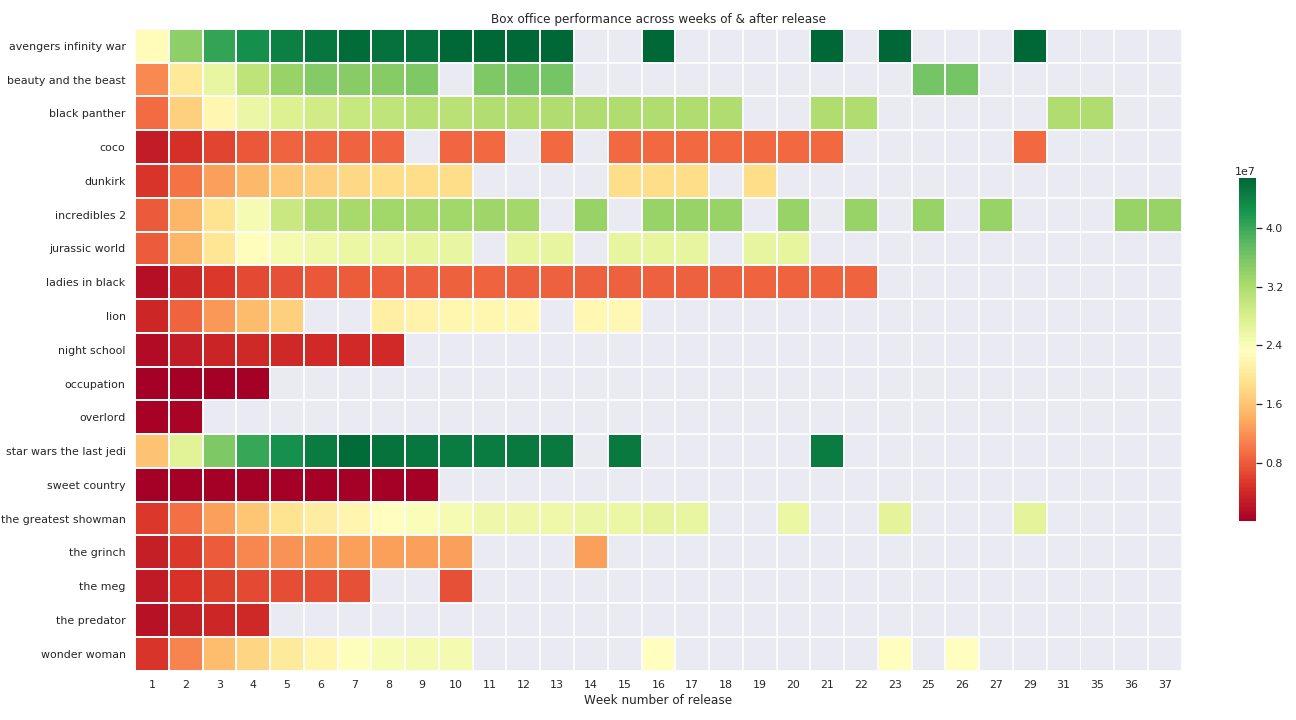 Box office performance across weeks of & after release
avengers infinity war
beauty and the beast
black panther
coco
dunkirk
incredibles 2
jurassic world
ladies in black
lion
night school
occupation
overlord
star wars the last jedi
sweet country
the greatest showman
the grinch
the meg
the predator
wonder woman
1 2 3 4 5 6 7 8 9 10 11 12 13 14 15 16 17 18 19 20 21 22 23 25 26 27 29 31 35 36 37
Week number of release
1e7
4.0
3.2
2.4
1.6
0.8